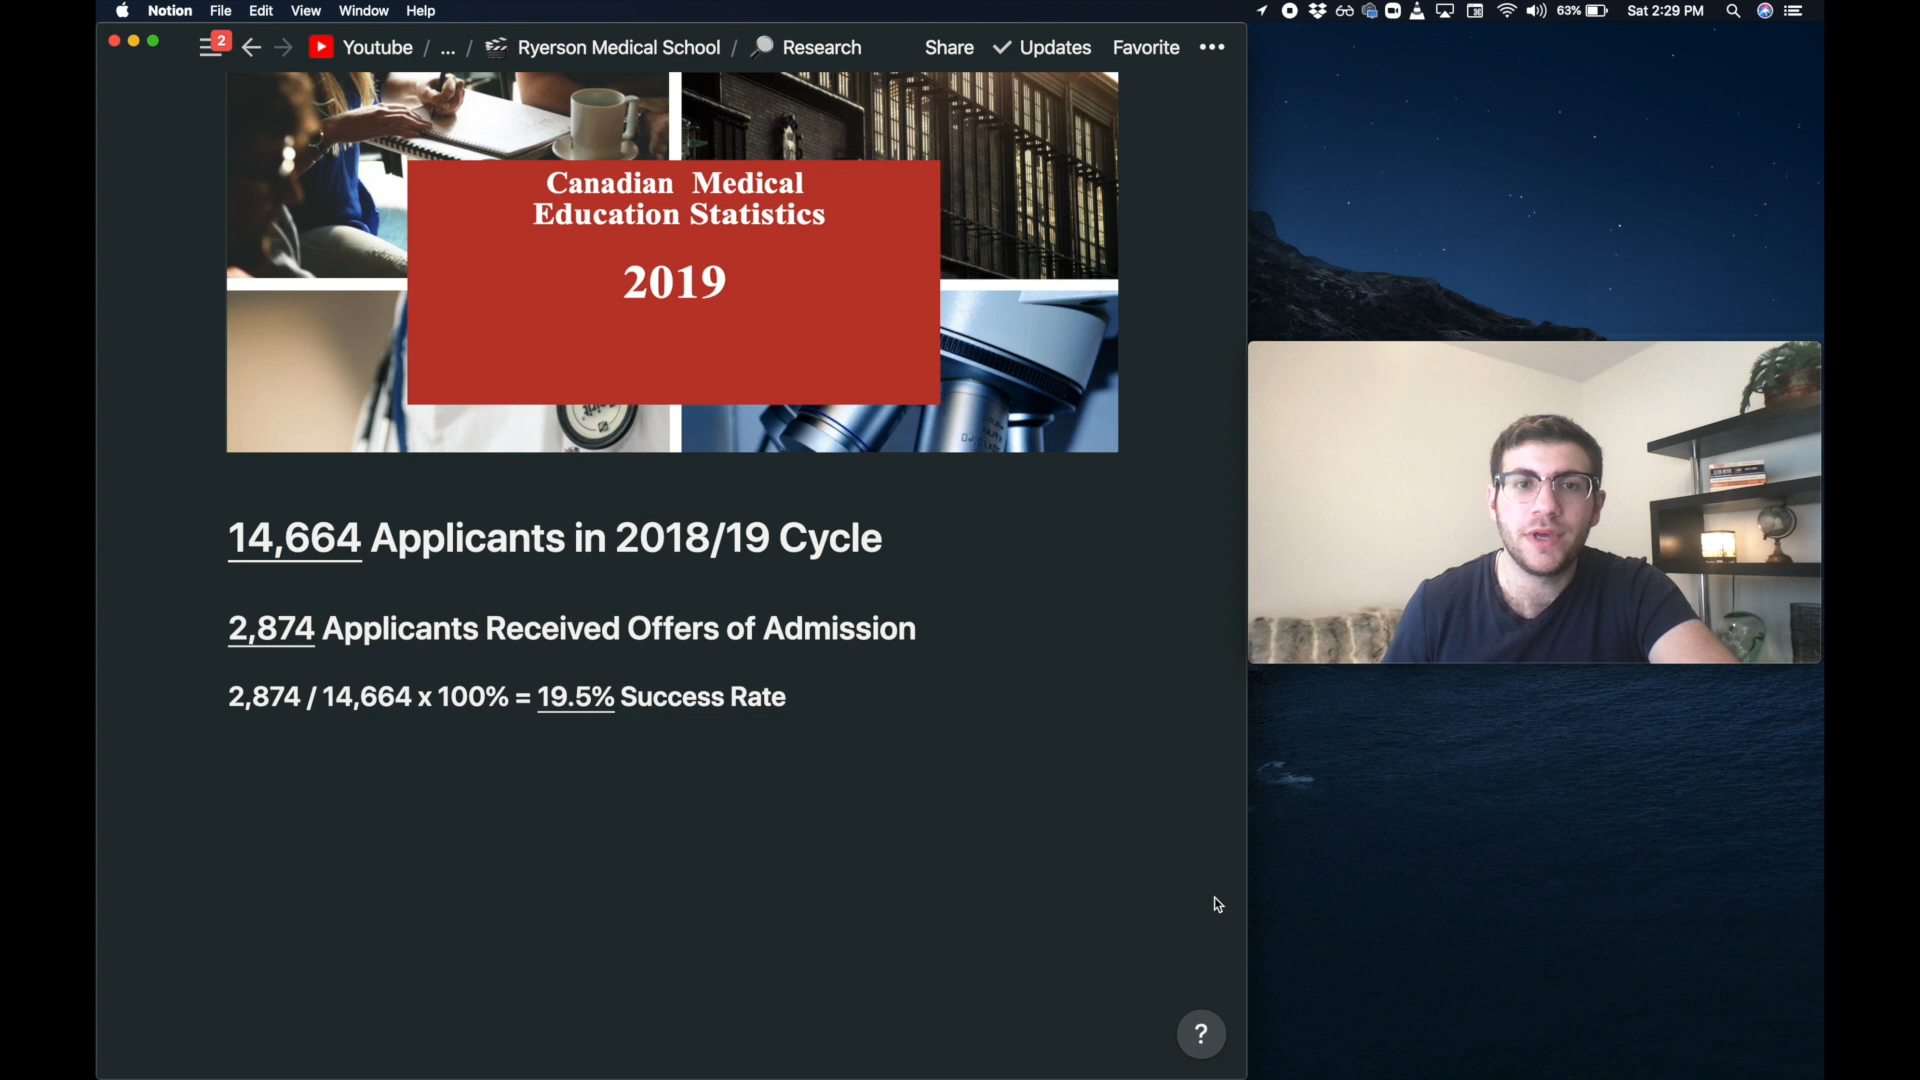 Notion File Edit View Window Help
63% Sat 2:29 PM
2
Youtube / ... / Ryerson Medical School / Research
Share Updates Favorite •••
Canadian Medical
Education Statistics
2019
14,664 Applicants in 2018/19 Cycle
2,874 Applicants Received Offers of Admission
2,874 / 14,664 x 100% = 19.5% Success Rate
?